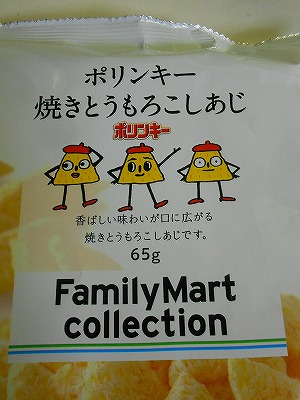 ポリンキー
焼きとうもろこしあじ
ポリンキー
香ばしい味わいが口に広がる
焼きとうもろこしあじです。
65g
FamilyMart
collection